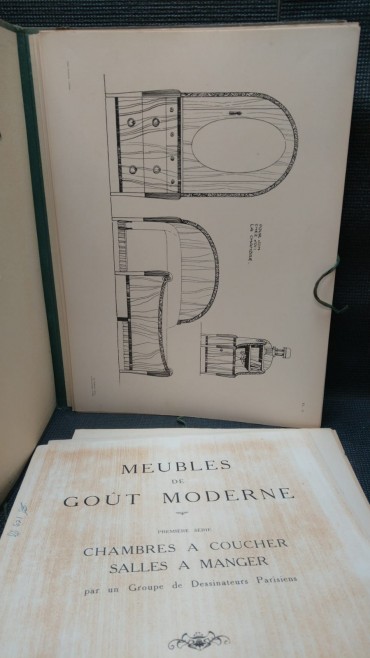 MEUBLES
DE
GOÛT MODERNE
PREMIÈRE SÉRIE
CHAMBRES A COUCHER
SALLES A MANGER
par un Groupe de Dessinateurs Parisiens